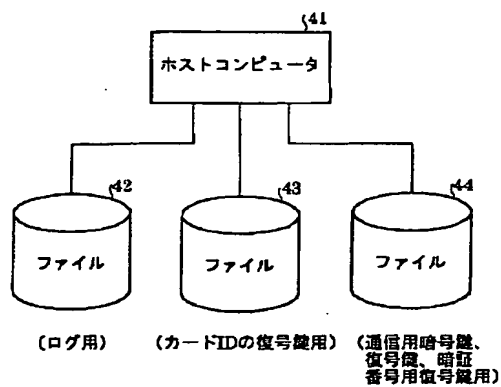 41
ホストコンピュータ
42
43
44
ファイル
ファイル
ファイル
(ログ用)
(カードIDの復号鍵用)
(通信用暗号鍵、
復号鍵、暗証
番号用復号鍵用)